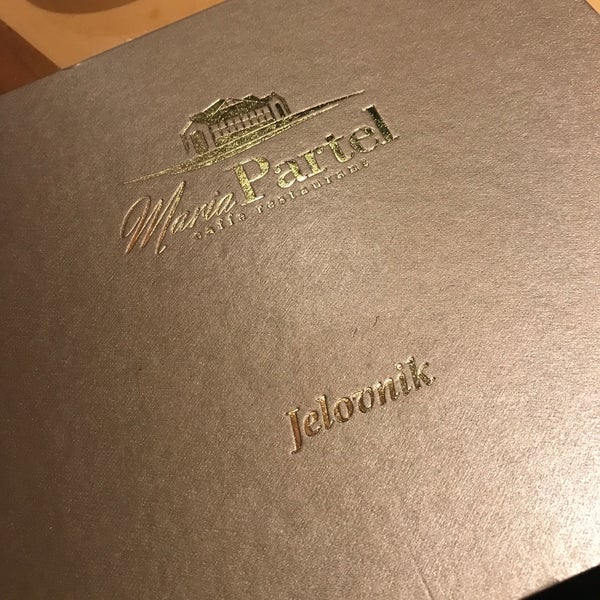 Maria Partel
caffe restaurant
Jelovnik